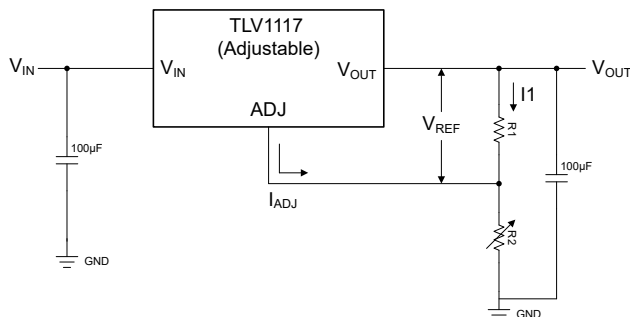 TLV1117
(Adjustable)
V_IN
V_IN
V_OUT
V_OUT
ADJ
I1
R1
V_REF
100µF
100µF
I_ADJ
R2
GND
GND